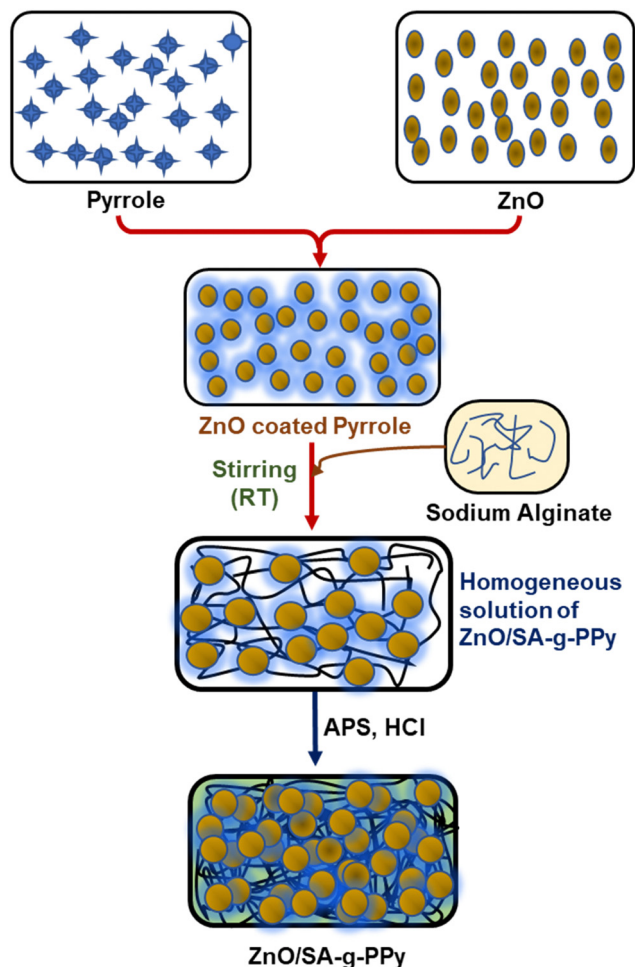 Pyrrole
ZnO
ZnO coated Pyrrole
Stirring
(RT)
Sodium Alginate
Homogeneous
solution of
ZnO/SA-g-PPy
APS, HCl
ZnO/SA-g-PPy